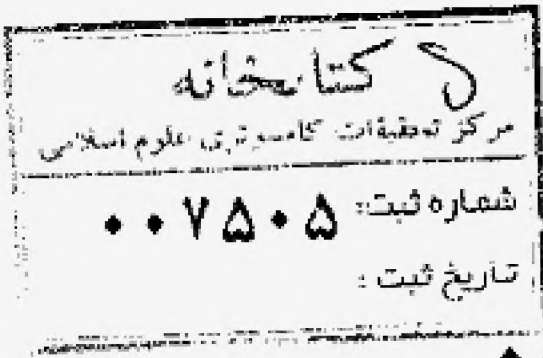 کتابخانه
مرکز تحقیقات کامپیوتری علوم اسلامی
شماره ثبت: ۰۰۷۵۰۵
تاریخ ثبت :